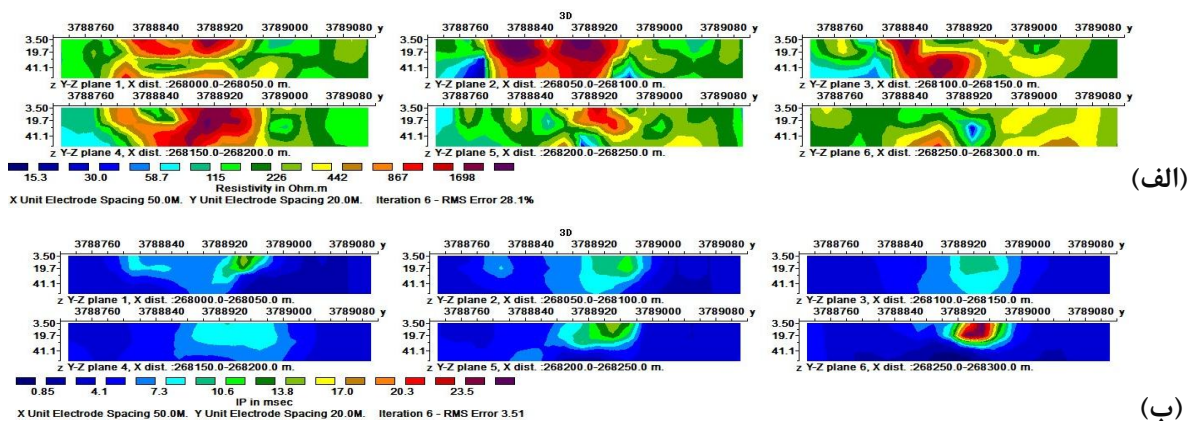 3D
3788760 3788840 3788920 3789000 3789080 y 3788760 3788840 3788920 3789000 3789080 y 3788760 3788840 3788920 3789000 3789080 y
3.50 3.50 3.50
19.7 19.7 19.7
41.1 41.1 41.1
z Y-Z plane 1, X dist. :268000.0-268050.0 m. z Y-Z plane 2, X dist. :268050.0-268100.0 m. z Y-Z plane 3, X dist. :268100.0-268150.0 m.
3788760 3788840 3788920 3789000 3789080 3788760 3788840 3788920 3789000 3789080 3788760 3788840 3788920 3789000 3789080
3.50 3.50 3.50
19.7 19.7 19.7
41.1 41.1 41.1
z Y-Z plane 4, X dist. :268150.0-268200.0 m. z Y-Z plane 5, X dist. :268200.0-268250.0 m. z Y-Z plane 6, X dist. :268250.0-268300.0 m.
15.3 30.0 58.7 115 226 442 867 1698
Resistivity in Ohm.m
X Unit Electrode Spacing 50.0M. Y Unit Electrode Spacing 20.0M. Iteration 6 - RMS Error 28.1%
(الف)
3D
3788760 3788840 3788920 3789000 3789080 y 3788760 3788840 3788920 3789000 3789080 y 3788760 3788840 3788920 3789000 3789080 y
3.50 3.50 3.50
19.7 19.7 19.7
41.1 41.1 41.1
z Y-Z plane 1, X dist. :268000.0-268050.0 m. z Y-Z plane 2, X dist. :268050.0-268100.0 m. z Y-Z plane 3, X dist. :268100.0-268150.0 m.
3788760 3788840 3788920 3789000 3789080 3788760 3788840 3788920 3789000 3789080 3788760 3788840 3788920 3789000 3789080
3.50 3.50 3.50
19.7 19.7 19.7
41.1 41.1 41.1
z Y-Z plane 4, X dist. :268150.0-268200.0 m. z Y-Z plane 5, X dist. :268200.0-268250.0 m. z Y-Z plane 6, X dist. :268250.0-268300.0 m.
0.85 4.1 7.3 10.6 13.8 17.0 20.3 23.5
IP in msec
X Unit Electrode Spacing 50.0M. Y Unit Electrode Spacing 20.0M. Iteration 6 - RMS Error 3.51
(ب)